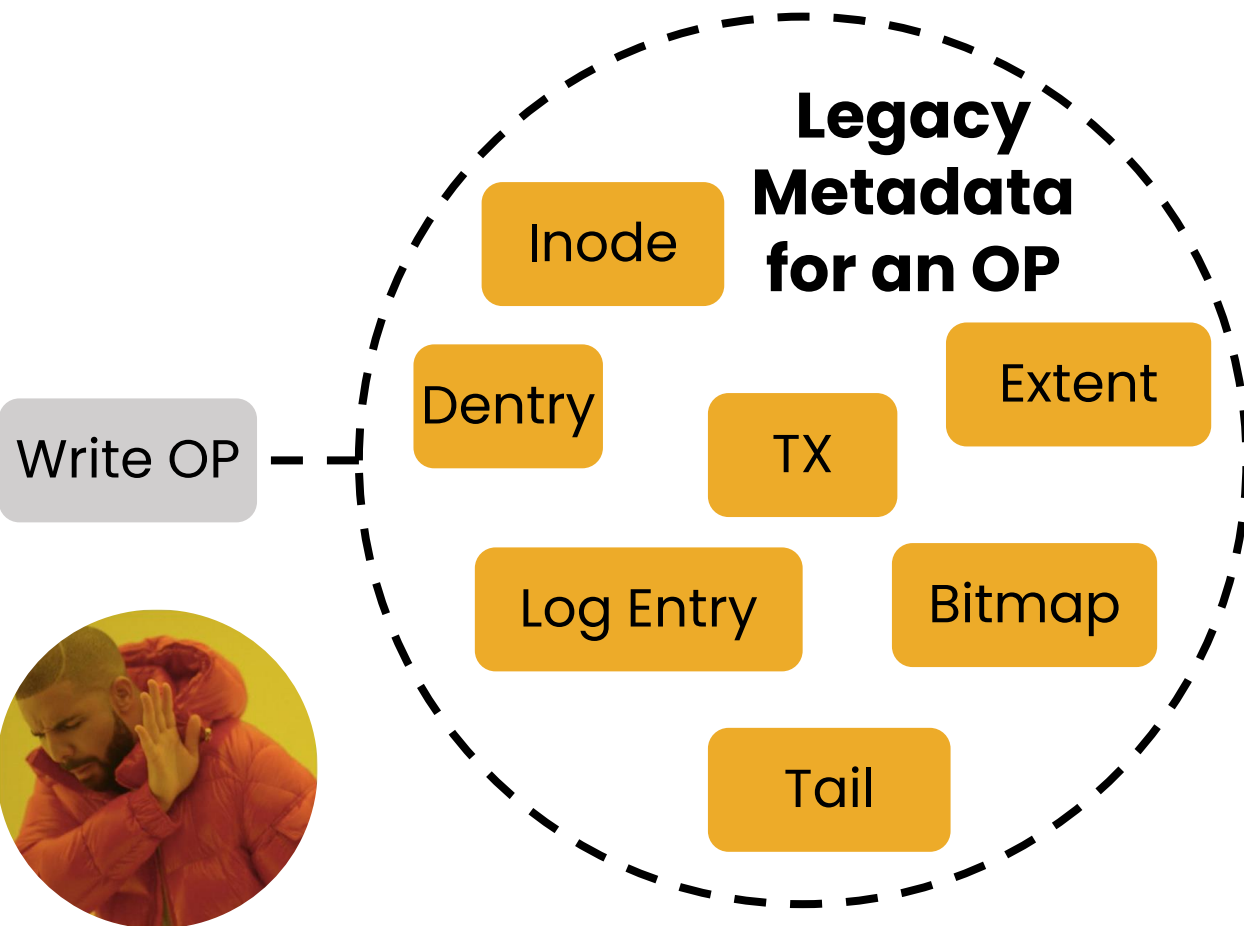 Legacy
Metadata
for an OP
Inode
Dentry
Extent
TX
Write OP
Log Entry
Bitmap
Tail